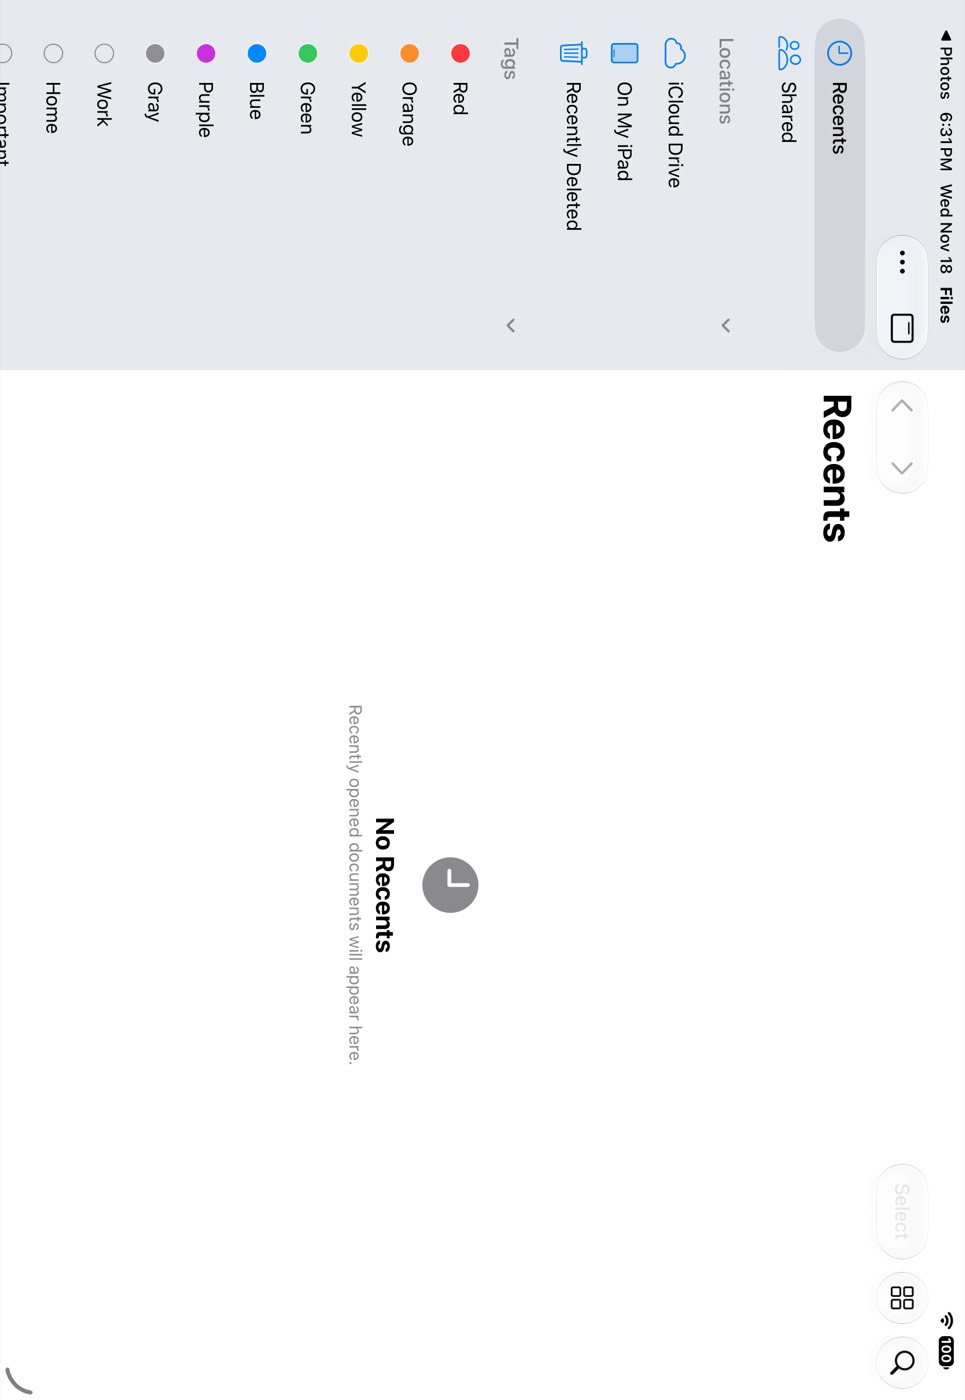 Photos 6:31 PM Wed Nov 18 Files
100
Select
Recents
Shared
Locations
iCloud Drive
On My iPad
Recently Deleted
Tags
Red
Orange
Yellow
Green
Blue
Purple
Gray
Work
Home
Important
Recents
No Recents
Recently opened documents will appear here.